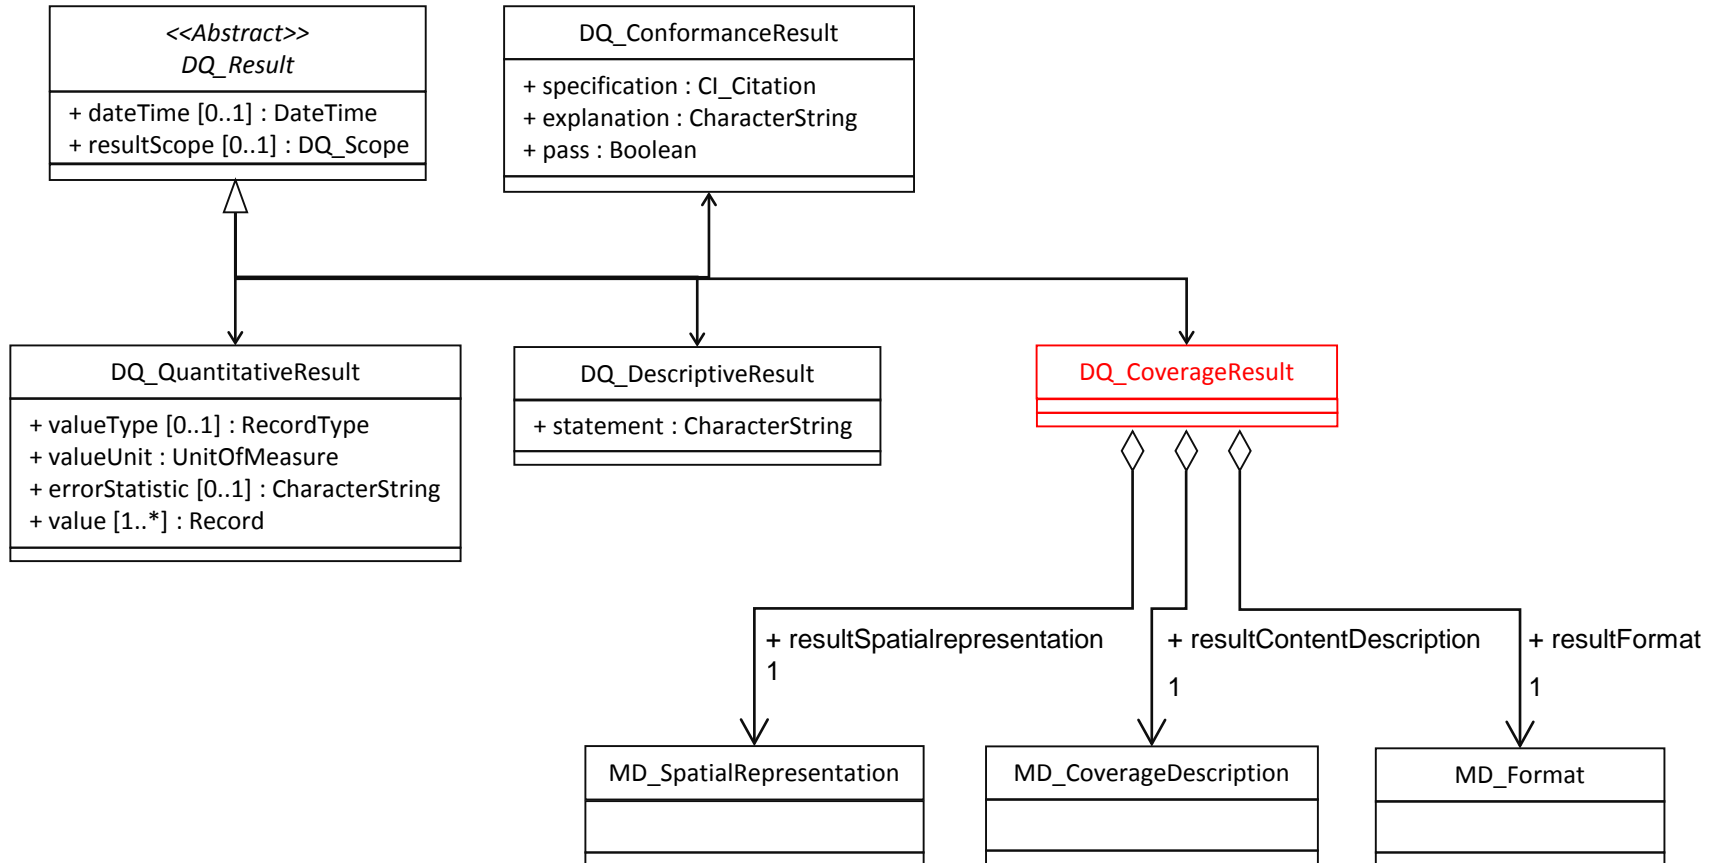 <<Abstract>>
DQ_Result
+ dateTime [0..1] : DateTime
+ resultScope [0..1] : DQ_Scope
DQ_ConformanceResult
+ specification : CI_Citation
+ explanation : CharacterString
+ pass : Boolean
DQ_QuantitativeResult
+ valueType [0..1] : RecordType
+ valueUnit : UnitOfMeasure
+ errorStatistic [0..1] : CharacterString
+ value [1..*] : Record
DQ_DescriptiveResult
+ statement : CharacterString
DQ_CoverageResult
+ resultSpatialrepresentation
1
+ resultContentDescription
1
+ resultFormat
1
MD_SpatialRepresentation
MD_CoverageDescription
MD_Format